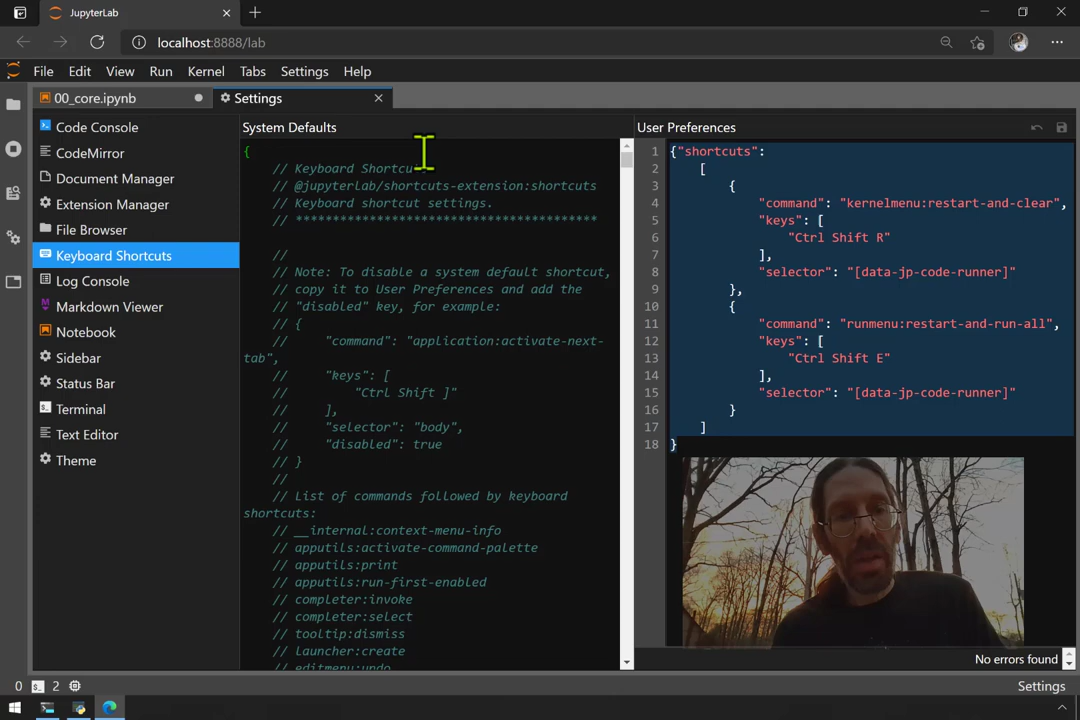 JupyterLab
localhost:8888/lab
File Edit View Run Kernel Tabs Settings Help
00_core.ipynb
Settings
Code Console
CodeMirror
Document Manager
Extension Manager
File Browser
Keyboard Shortcuts
Log Console
Markdown Viewer
Notebook
Sidebar
Status Bar
Terminal
Text Editor
Theme
System Defaults
{
// Keyboard Shortcu
// @jupyterlab/shortcuts-extension:shortcuts
// Keyboard shortcut settings.
// ****************************************
//
// Note: To disable a system default shortcut,
// copy it to User Preferences and add the
// "disabled" key, for example:
// {
//     "command": "application:activate-next-
tab",
//     "keys": [
//         "Ctrl Shift ]"
//     ],
//     "selector": "body",
//     "disabled": true
// }
//
// List of commands followed by keyboard
shortcuts:
// __internal:context-menu-info
// apputils:activate-command-palette
// apputils:print
// apputils:run-first-enabled
// completer:invoke
// completer:select
// tooltip:dismiss
// Launcher:create
// editmenu:undo
User Preferences
1 {"shortcuts":
2     [
3         {
4             "command": "kernelmenu:restart-and-clear",
5             "keys": [
6                 "Ctrl Shift R"
7             ],
8             "selector": "[data-jp-code-runner]"
9         },
10         {
11             "command": "runmenu:restart-and-run-all",
12             "keys": [
13                 "Ctrl Shift E"
14             ],
15             "selector": "[data-jp-code-runner]"
16         }
17     ]
18 }
No errors found
0 2
Settings